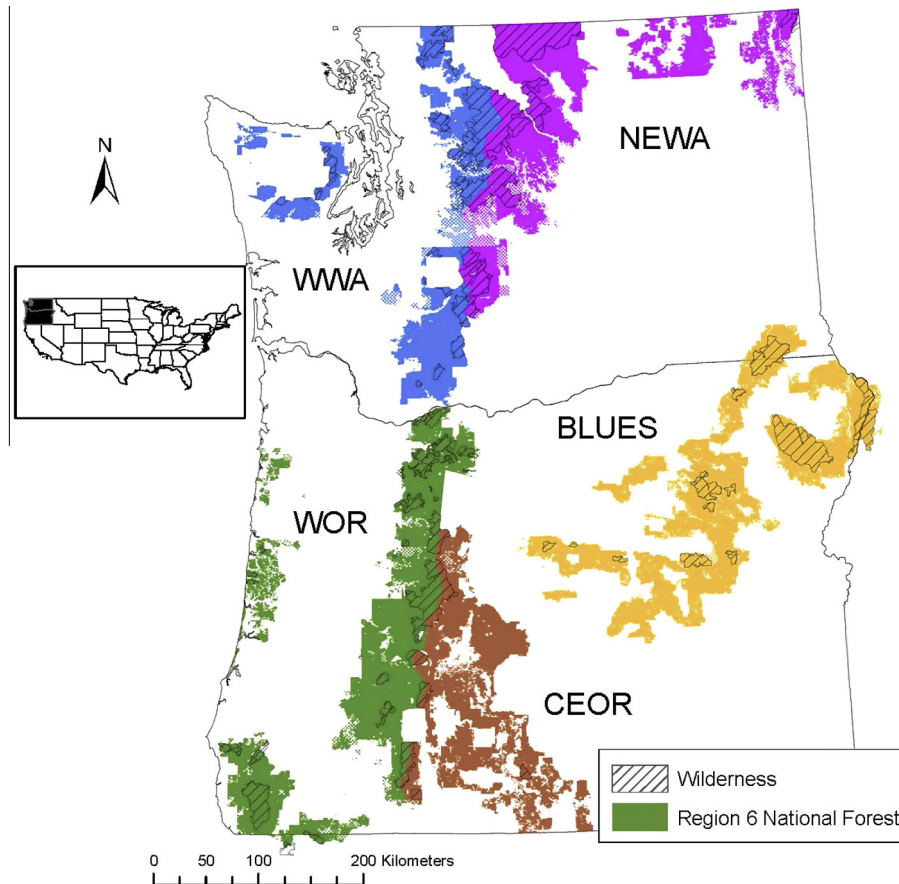 NEWA
N
WWA
BLUES
WOR
CEOR
Wilderness
Region 6 National Forest
0 50 100 200 Kilometers